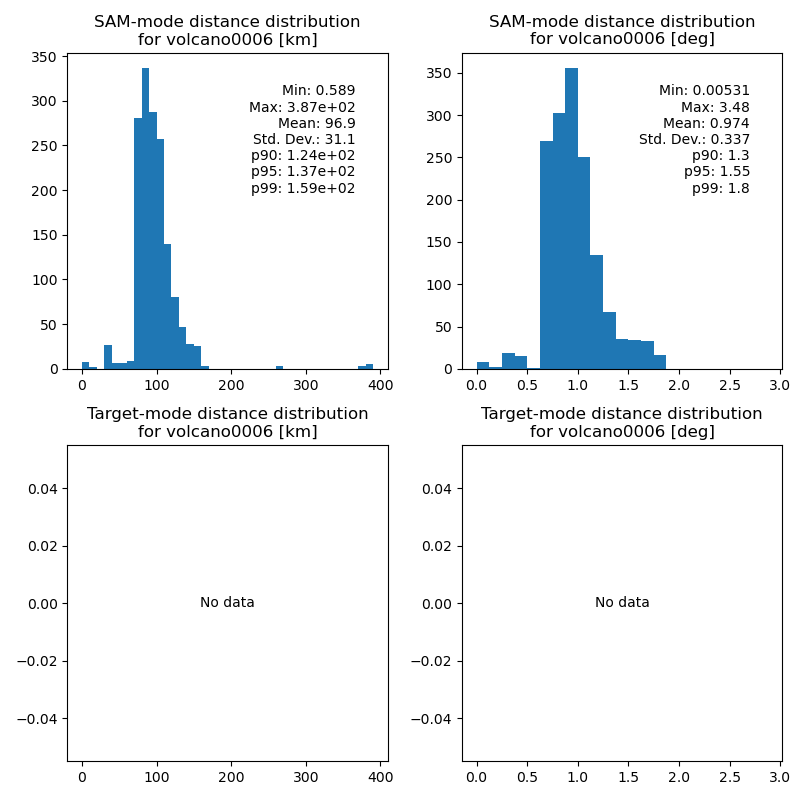 SAM-mode distance distribution
for volcano0006 [km]
350
300
250
200
150
100
50
0
Min: 0.589
Max: 3.87e+02
Mean: 96.9
Std. Dev.: 31.1
p90: 1.24e+02
p95: 1.37e+02
p99: 1.59e+02
0 100 200 300 400
SAM-mode distance distribution
for volcano0006 [deg]
350
300
250
200
150
100
50
0
Min: 0.00531
Max: 3.48
Mean: 0.974
Std. Dev.: 0.337
p90: 1.3
p95: 1.55
p99: 1.8
0.0 0.5 1.0 1.5 2.0 2.5 3.0
Target-mode distance distribution
for volcano0006 [km]
0.04
0.02
0.00
−0.02
−0.04
No data
0 100 200 300 400
Target-mode distance distribution
for volcano0006 [deg]
0.04
0.02
0.00
−0.02
−0.04
No data
0.0 0.5 1.0 1.5 2.0 2.5 3.0